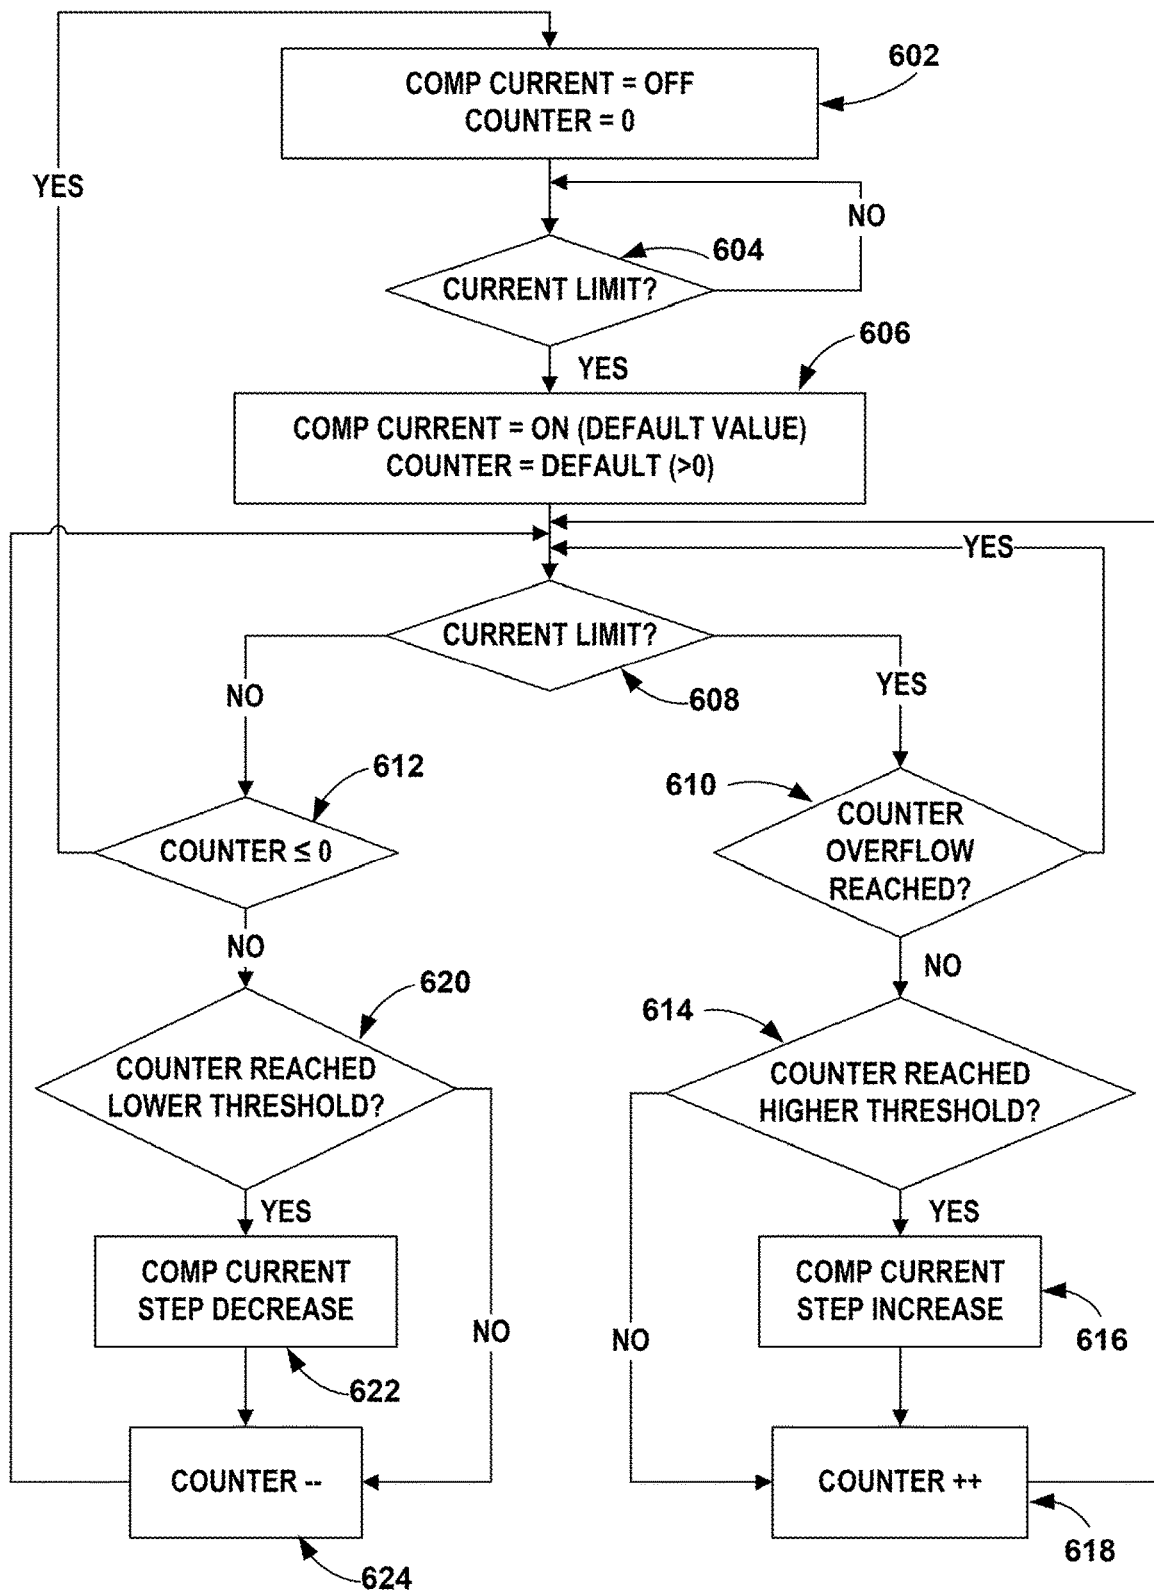 602
COMP CURRENT = OFF
COUNTER = 0
YES
NO
604
CURRENT LIMIT?
606
YES
COMP CURRENT = ON (DEFAULT VALUE)
COUNTER = DEFAULT (>0)
YES
CURRENT LIMIT?
NO
608
YES
612
610
COUNTER
OVERFLOW
REACHED?
COUNTER ≤ 0
NO
NO
620
614
COUNTER REACHED
LOWER THRESHOLD?
COUNTER REACHED
HIGHER THRESHOLD?
YES
YES
COMP CURRENT
STEP DECREASE
COMP CURRENT
STEP INCREASE
NO
NO
616
622
COUNTER --
COUNTER ++
618
624